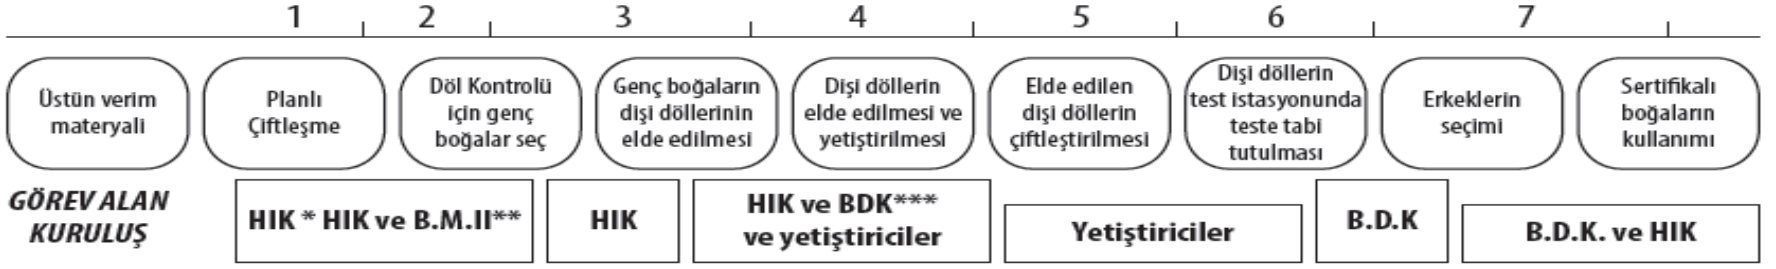 1 2 3 4 5 6 7
Üstün verim
materyali
Planlı
Çiftleşme
Döl Kontrolü
için genç
boğalar seç
Genç boğaların
dişi döllerinin
elde edilmesi
Dişi döllerin
elde edilmesi ve
yetiştirilmesi
Elde edilen
dişi döllerin
çiftleştirilmesi
Dişi döllerin
test istasyonunda
teste tabi
tutulması
Erkeklerin
seçimi
Sertifikalı
boğaların
kullanımı
GÖREV ALAN
KURULUŞ
HIK * HIK ve B.M.II**
HIK
HIK ve BDK***
ve yetiştiriciler
Yetiştiriciler
B.D.K
B.D.K. ve HIK